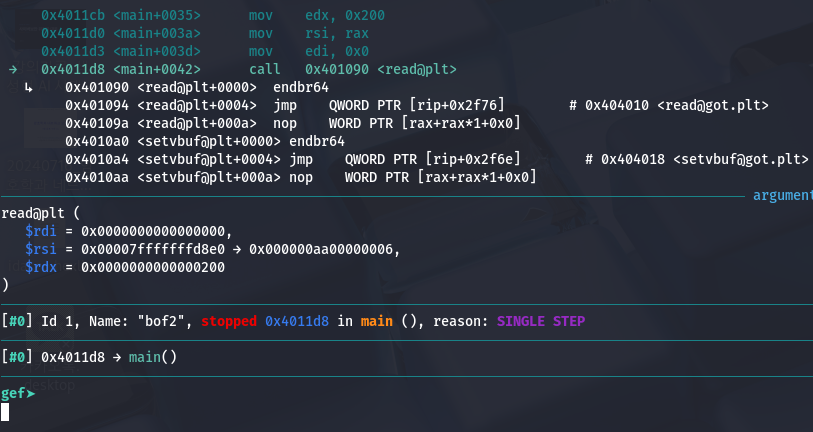 0x4011cb <main+0035>      mov    edx, 0x200
0x4011d0 <main+003a>      mov    rsi, rax
0x4011d3 <main+003d>      mov    edi, 0x0
→  0x4011d8 <main+0042>      call   0x401090 <read@plt>
↳    0x401090 <read@plt+0000>  endbr64
0x401094 <read@plt+0004>  jmp    QWORD PTR [rip+0x2f76]        # 0x404010 <read@got.plt>
0x40109a <read@plt+000a>  nop    WORD PTR [rax+rax*1+0x0]
0x4010a0 <setvbuf@plt+0000> endbr64
0x4010a4 <setvbuf@plt+0004> jmp    QWORD PTR [rip+0x2f6e]        # 0x404018 <setvbuf@got.plt>
0x4010aa <setvbuf@plt+000a> nop    WORD PTR [rax+rax*1+0x0]
argument
read@plt (
$rdi = 0x0000000000000000,
$rsi = 0x00007fffffffd8e0 → 0x000000aa00000006,
$rdx = 0x0000000000000200
)
[#0] Id 1, Name: "bof2", stopped 0x4011d8 in main (), reason: SINGLE STEP
[#0] 0x4011d8 → main()
desktop
gef➤